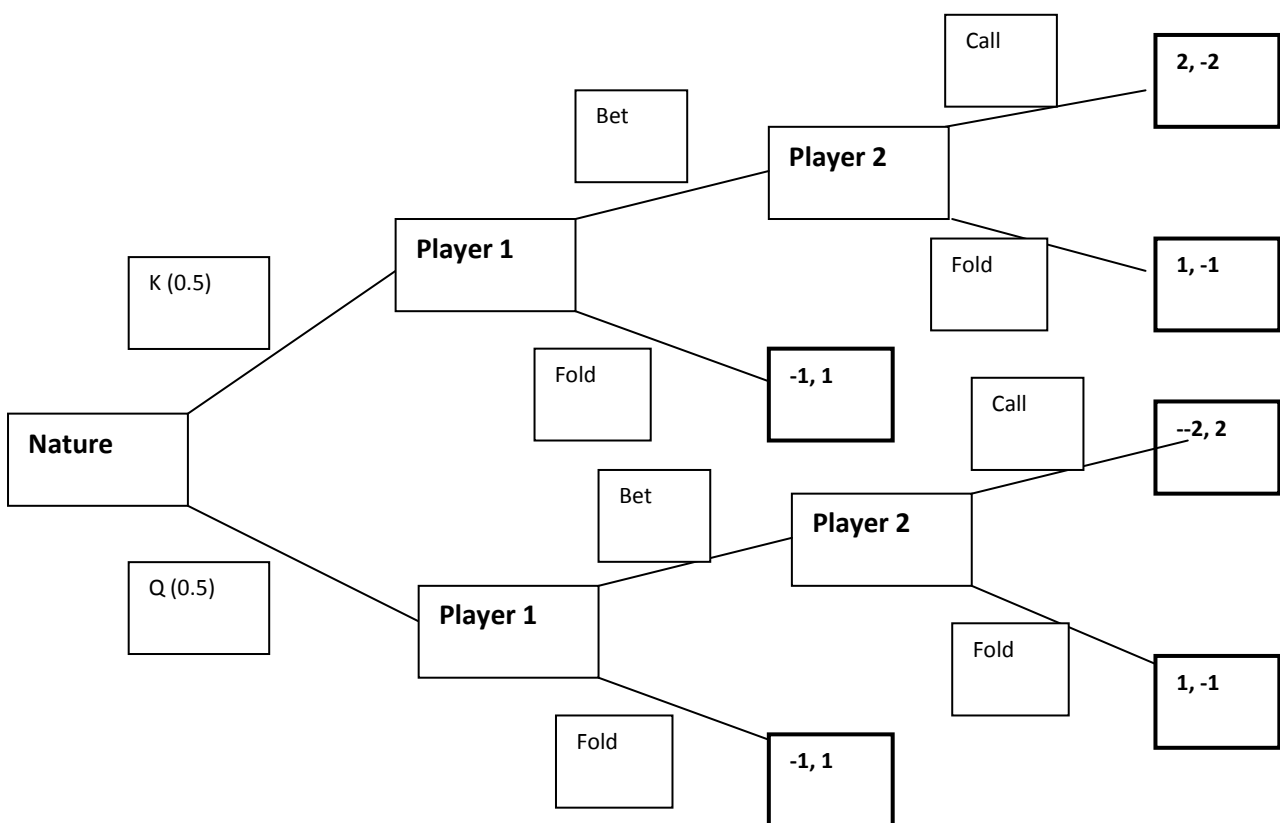 Call
2, -2
Bet
Player 2
Player 1
Fold
1, -1
K (0.5)
Fold
-1, 1
Call
--2, 2
Nature
Bet
Player 2
Q (0.5)
Player 1
Fold
1, -1
Fold
-1, 1